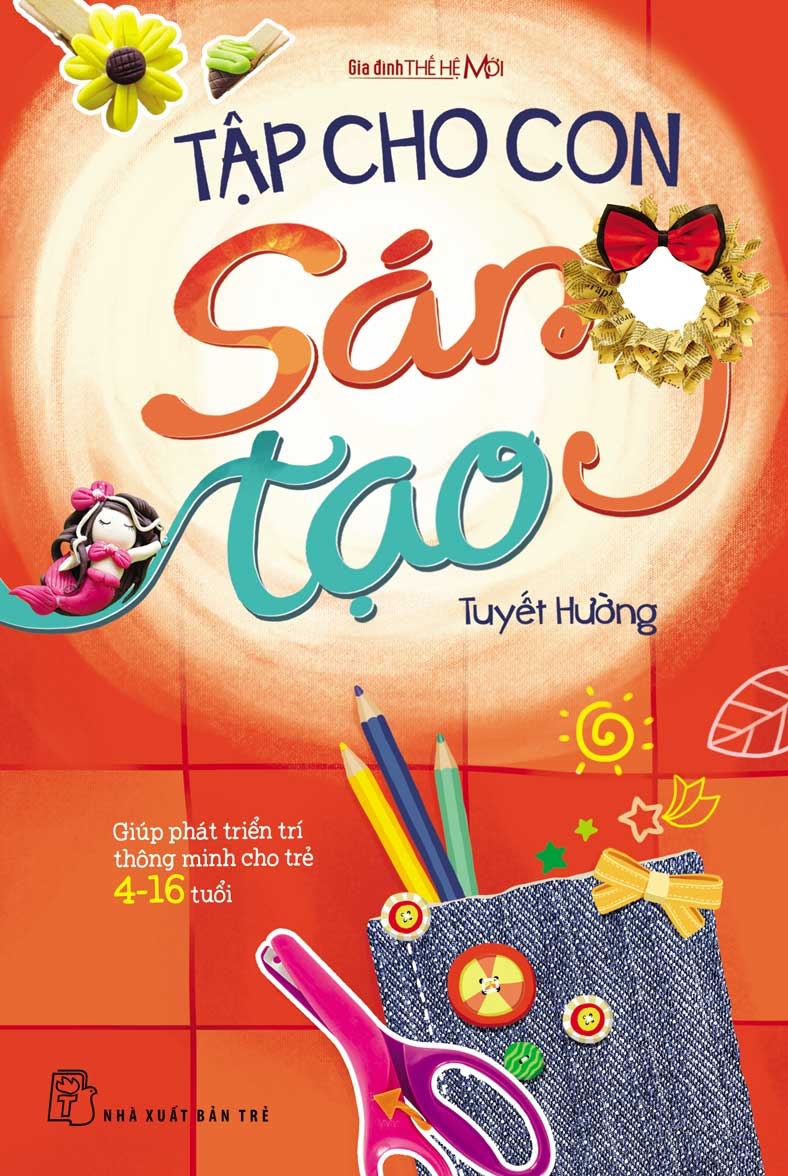 Gia đình THẾ HỆ MỚI
TẬP CHO CON
Sáng
tạo
Tuyết Hường
Giúp phát triển trí
thông minh cho trẻ
4-16 tuổi
T
NHÀ XUẤT BẢN TRẺ